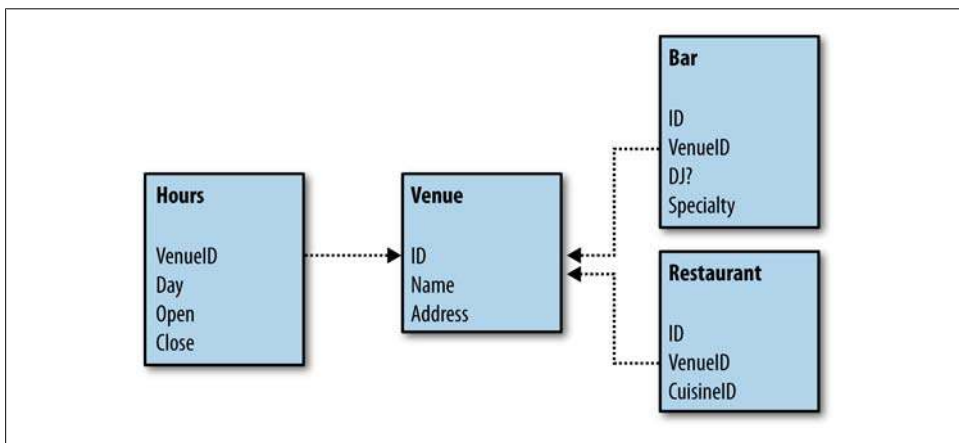 Hours
VenueID
Day
Open
Close
Venue
ID
Name
Address
Bar
ID
VenueID
DJ?
Specialty
Restaurant
ID
VenueID
CuisineID